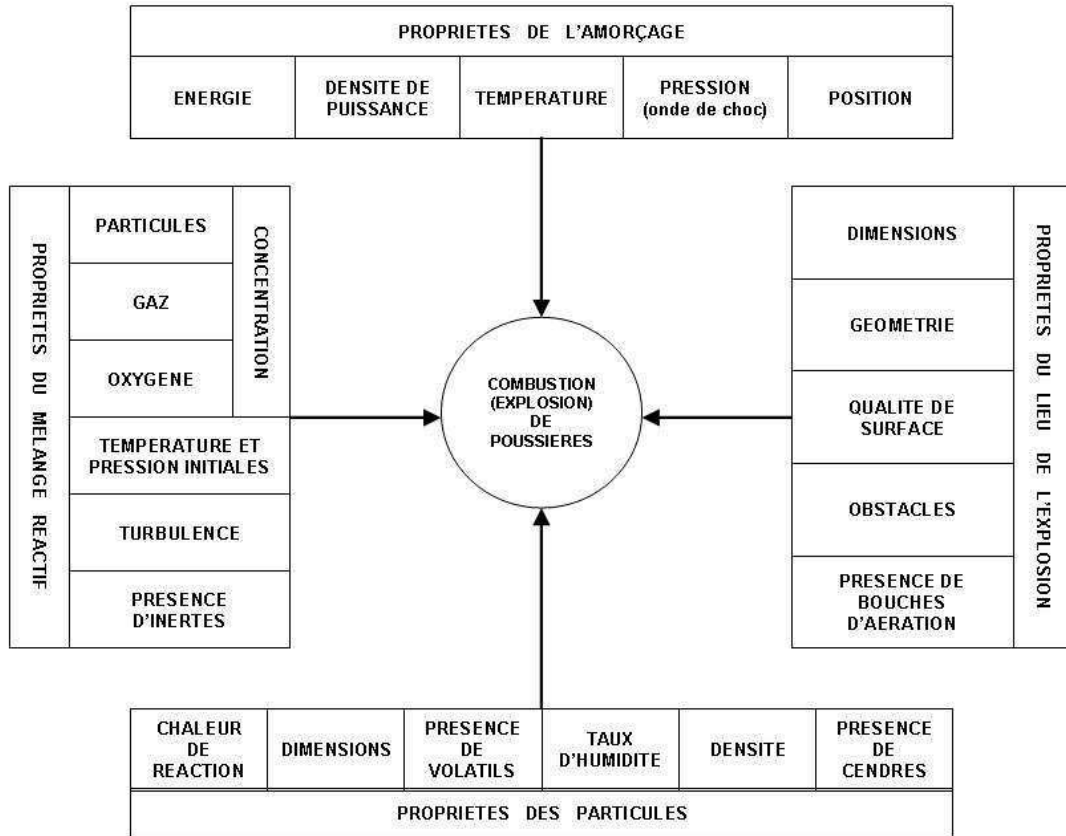 PROPRIETES DE L'AMORÇAGE
ENERGIE
DENSITE DE
PUISSANCE
TEMPERATURE
PRESSION
(onde de choc)
POSITION
PROPRIETES DU MELANGE REACTIF
PARTICULES
GAZ
OXYGENE
CONCENTRATION
TEMPERATURE ET
PRESSION INITIALES
TURBULENCE
PRESENCE
D'INERTES
COMBUSTION
(EXPLOSION)
DE
POUSSIERES
DIMENSIONS
GEOMETRIE
QUALITE DE
SURFACE
OBSTACLES
PRESENCE DE
BOUCHES
D'AERATION
PROPRIETES DU LIEU DE L'EXPLOSION
CHALEUR
DE
REACTION
DIMENSIONS
PRESENCE
DE
VOLATILS
TAUX
D'HUMIDITE
DENSITE
PRESENCE
DE
CENDRES
PROPRIETES DES PARTICULES